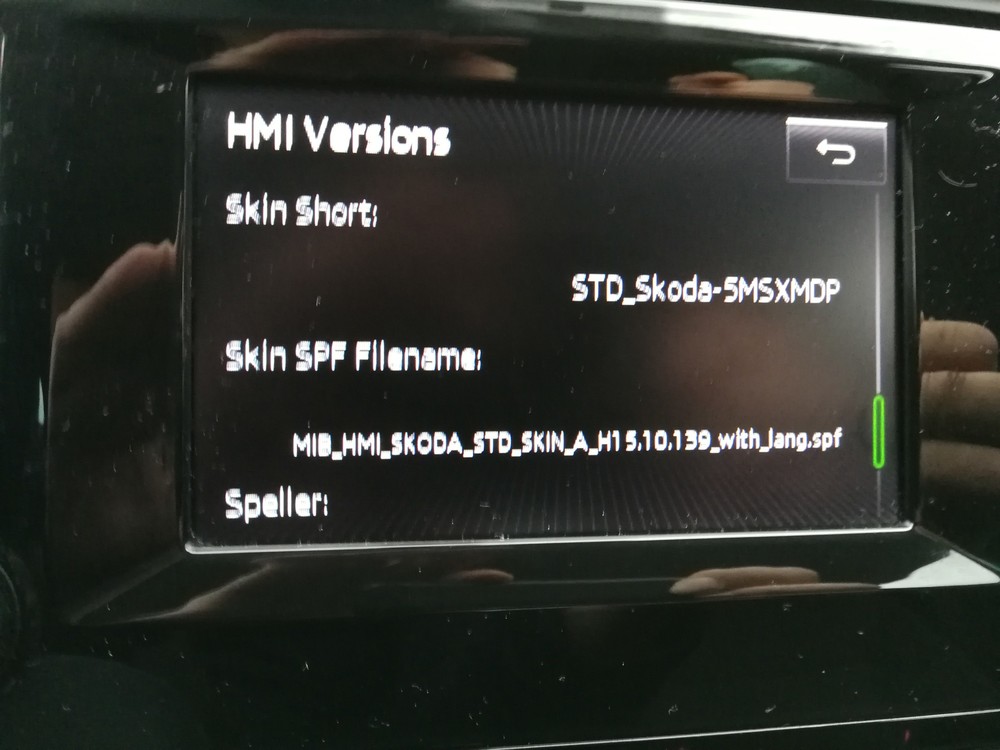 HMI Versions
Skin Short:
STD_Skoda-5MSXMDP
Skin SPF Filename:
MIB_HMI_SKODA_STD_SKIN_A_H15.10.139_with_lang.spf
Speller: